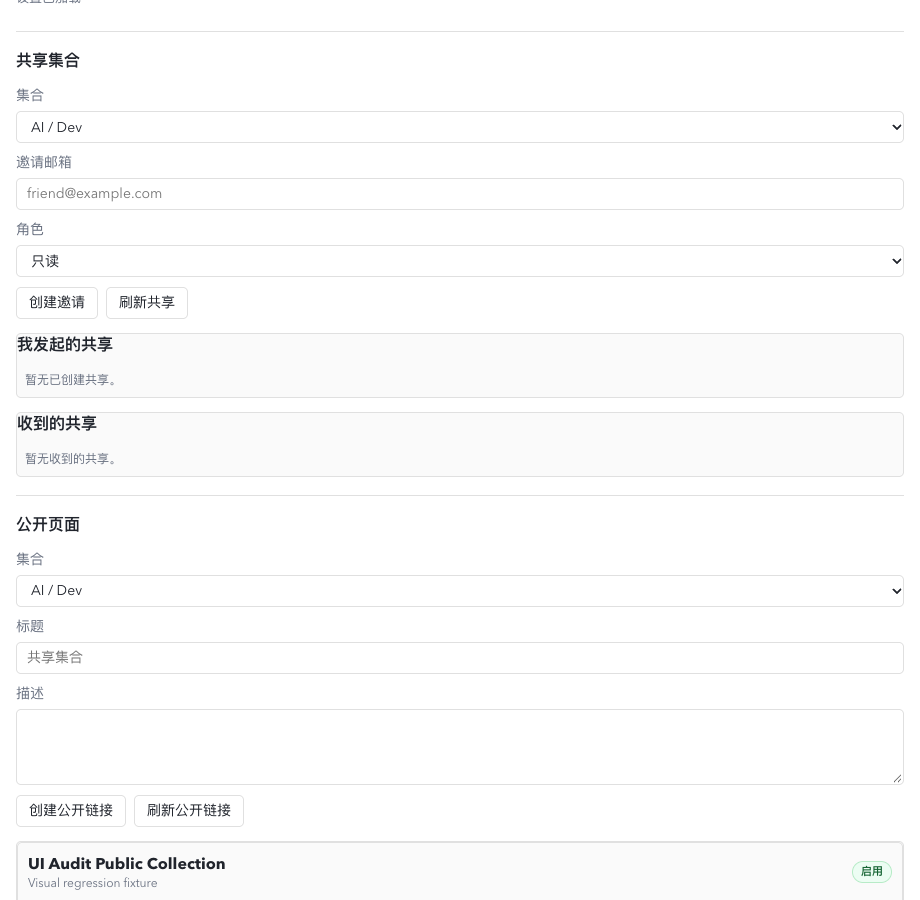 共享集合
集合
AI / Dev
邀请邮箱
friend@example.com
角色
只读
创建邀请 刷新共享
我发起的共享
暂无已创建共享。
收到的共享
暂无收到的共享。
公开页面
集合
AI / Dev
标题
共享集合
描述
创建公开链接 刷新公开链接
UI Audit Public Collection
启用
Visual regression fixture